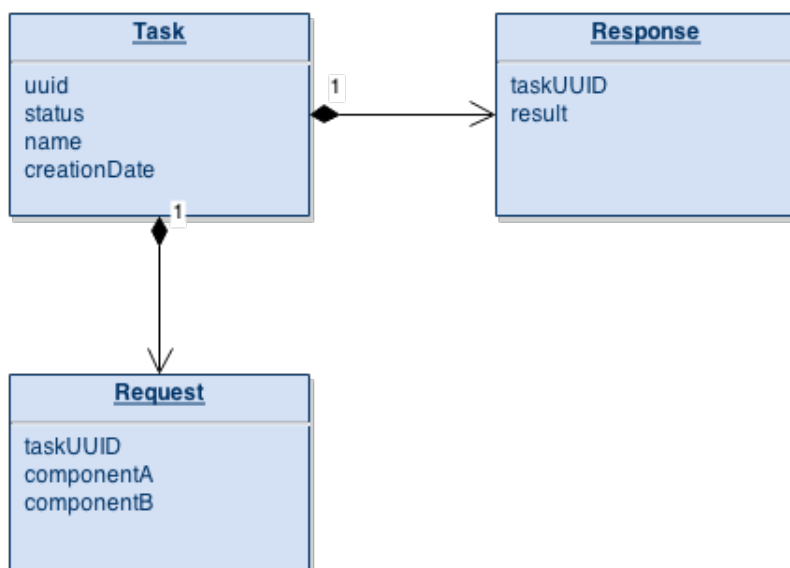 Task
uuid
status
name
creationDate
1
1
Response
taskUUID
result
Request
taskUUID
componentA
componentB